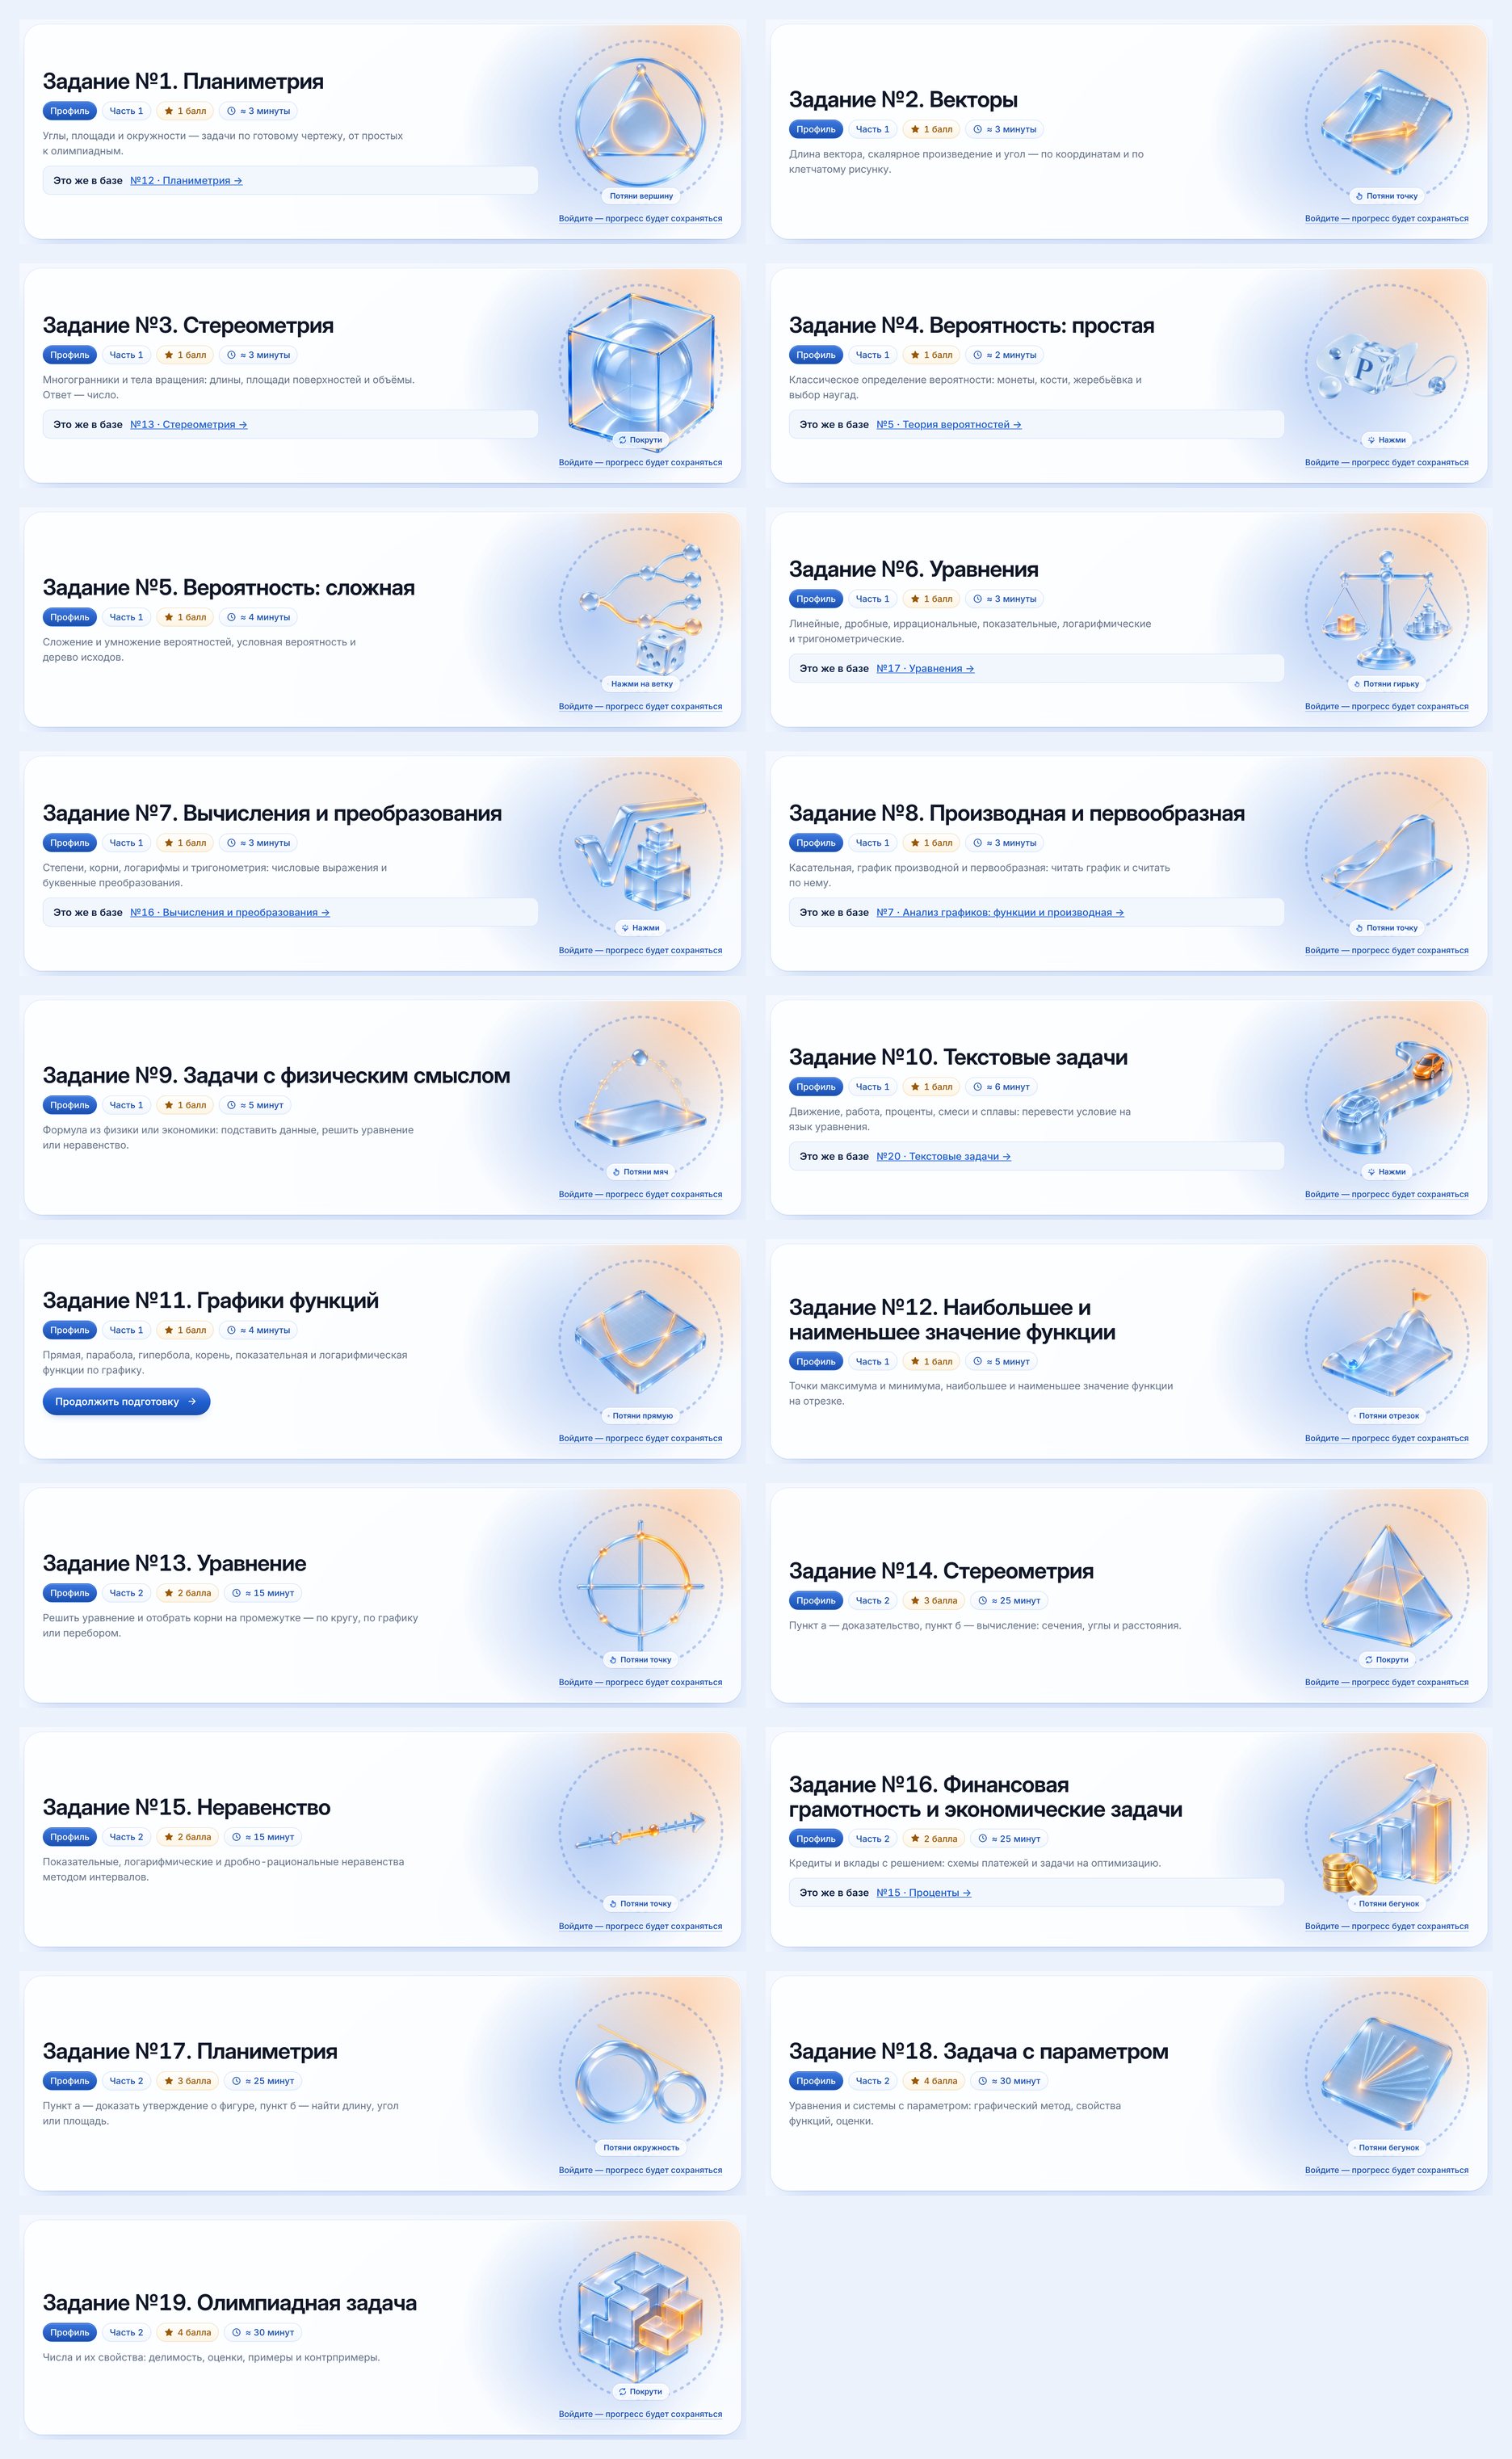 Задание №1. Планиметрия
Профиль Часть 1 1 балл ≈ 3 минуты
Углы, площади и окружности — задачи по готовому чертежу, от простых
к олимпиадным.
Это же в базе №12 · Планиметрия →
Потяни вершину
Войдите — прогресс будет сохраняться
Задание №2. Векторы
Профиль Часть 1 1 балл ≈ 3 минуты
Длина вектора, скалярное произведение и угол — по координатам и по
клетчатому рисунку.
Потяни точку
Войдите — прогресс будет сохраняться
Задание №3. Стереометрия
Профиль Часть 1 1 балл ≈ 3 минуты
Многогранники и тела вращения: длины, площади поверхностей и объёмы.
Ответ — число.
Это же в базе №13 · Стереометрия →
Покрути
Войдите — прогресс будет сохраняться
Задание №4. Вероятность: простая
Профиль Часть 1 1 балл ≈ 2 минуты
Классическое определение вероятности: монеты, кости, жеребьёвка и
выбор наугад.
Это же в базе №5 · Теория вероятностей →
P
Нажми
Войдите — прогресс будет сохраняться
Задание №5. Вероятность: сложная
Профиль Часть 1 1 балл ≈ 4 минуты
Сложение и умножение вероятностей, условная вероятность и
дерево исходов.
Нажми на ветку
Войдите — прогресс будет сохраняться
Задание №6. Уравнения
Профиль Часть 1 1 балл ≈ 3 минуты
Линейные, дробные, иррациональные, показательные, логарифмические
и тригонометрические.
Это же в базе №17 · Уравнения →
Потяни гирьку
Войдите — прогресс будет сохраняться
Задание №7. Вычисления и преобразования
Профиль Часть 1 1 балл ≈ 3 минуты
Степени, корни, логарифмы и тригонометрия: числовые выражения и
буквенные преобразования.
Это же в базе №16 · Вычисления и преобразования →
Нажми
Войдите — прогресс будет сохраняться
Задание №8. Производная и первообразная
Профиль Часть 1 1 балл ≈ 3 минуты
Касательная, график производной и первообразная: читать график и считать
по нему.
Это же в базе №7 · Анализ графиков: функции и производная →
Потяни точку
Войдите — прогресс будет сохраняться
Задание №9. Задачи с физическим смыслом
Профиль Часть 1 1 балл ≈ 5 минут
Формула из физики или экономики: подставить данные, решить уравнение
или неравенство.
Потяни мяч
Войдите — прогресс будет сохраняться
Задание №10. Текстовые задачи
Профиль Часть 1 1 балл ≈ 6 минут
Движение, работа, проценты, смеси и сплавы: перевести условие на
язык уравнения.
Это же в базе №20 · Текстовые задачи →
Нажми
Войдите — прогресс будет сохраняться
Задание №11. Графики функций
Профиль Часть 1 1 балл ≈ 4 минуты
Прямая, парабола, гипербола, корень, показательная и логарифмическая
функции по графику.
Продолжить подготовку →
Потяни прямую
Войдите — прогресс будет сохраняться
Задание №12. Наибольшее и
наименьшее значение функции
Профиль Часть 1 1 балл ≈ 5 минут
Точки максимума и минимума, наибольшее и наименьшее значение функции
на отрезке.
Потяни отрезок
Войдите — прогресс будет сохраняться
Задание №13. Уравнение
Профиль Часть 2 2 балла ≈ 15 минут
Решить уравнение и отобрать корни на промежутке — по кругу, по графику
или перебором.
Потяни точку
Войдите — прогресс будет сохраняться
Задание №14. Стереометрия
Профиль Часть 2 3 балла ≈ 25 минут
Пункт а — доказательство, пункт б — вычисление: сечения, углы и расстояния.
Покрути
Войдите — прогресс будет сохраняться
Задание №15. Неравенство
Профиль Часть 2 2 балла ≈ 15 минут
Показательные, логарифмические и дробно-рациональные неравенства
методом интервалов.
Потяни точку
Войдите — прогресс будет сохраняться
Задание №16. Финансовая
грамотность и экономические задачи
Профиль Часть 2 2 балла ≈ 25 минут
Кредиты и вклады с решением: схемы платежей и задачи на оптимизацию.
Это же в базе №15 · Проценты →
Потяни бегунок
Войдите — прогресс будет сохраняться
Задание №17. Планиметрия
Профиль Часть 2 3 балла ≈ 25 минут
Пункт а — доказать утверждение о фигуре, пункт б — найти длину, угол
или площадь.
Потяни окружность
Войдите — прогресс будет сохраняться
Задание №18. Задача с параметром
Профиль Часть 2 4 балла ≈ 30 минут
Уравнения и системы с параметром: графический метод, свойства
функций, оценки.
Потяни бегунок
Войдите — прогресс будет сохраняться
Задание №19. Олимпиадная задача
Профиль Часть 2 4 балла ≈ 30 минут
Числа и их свойства: делимость, оценки, примеры и контрпримеры.
Покрути
Войдите — прогресс будет сохраняться